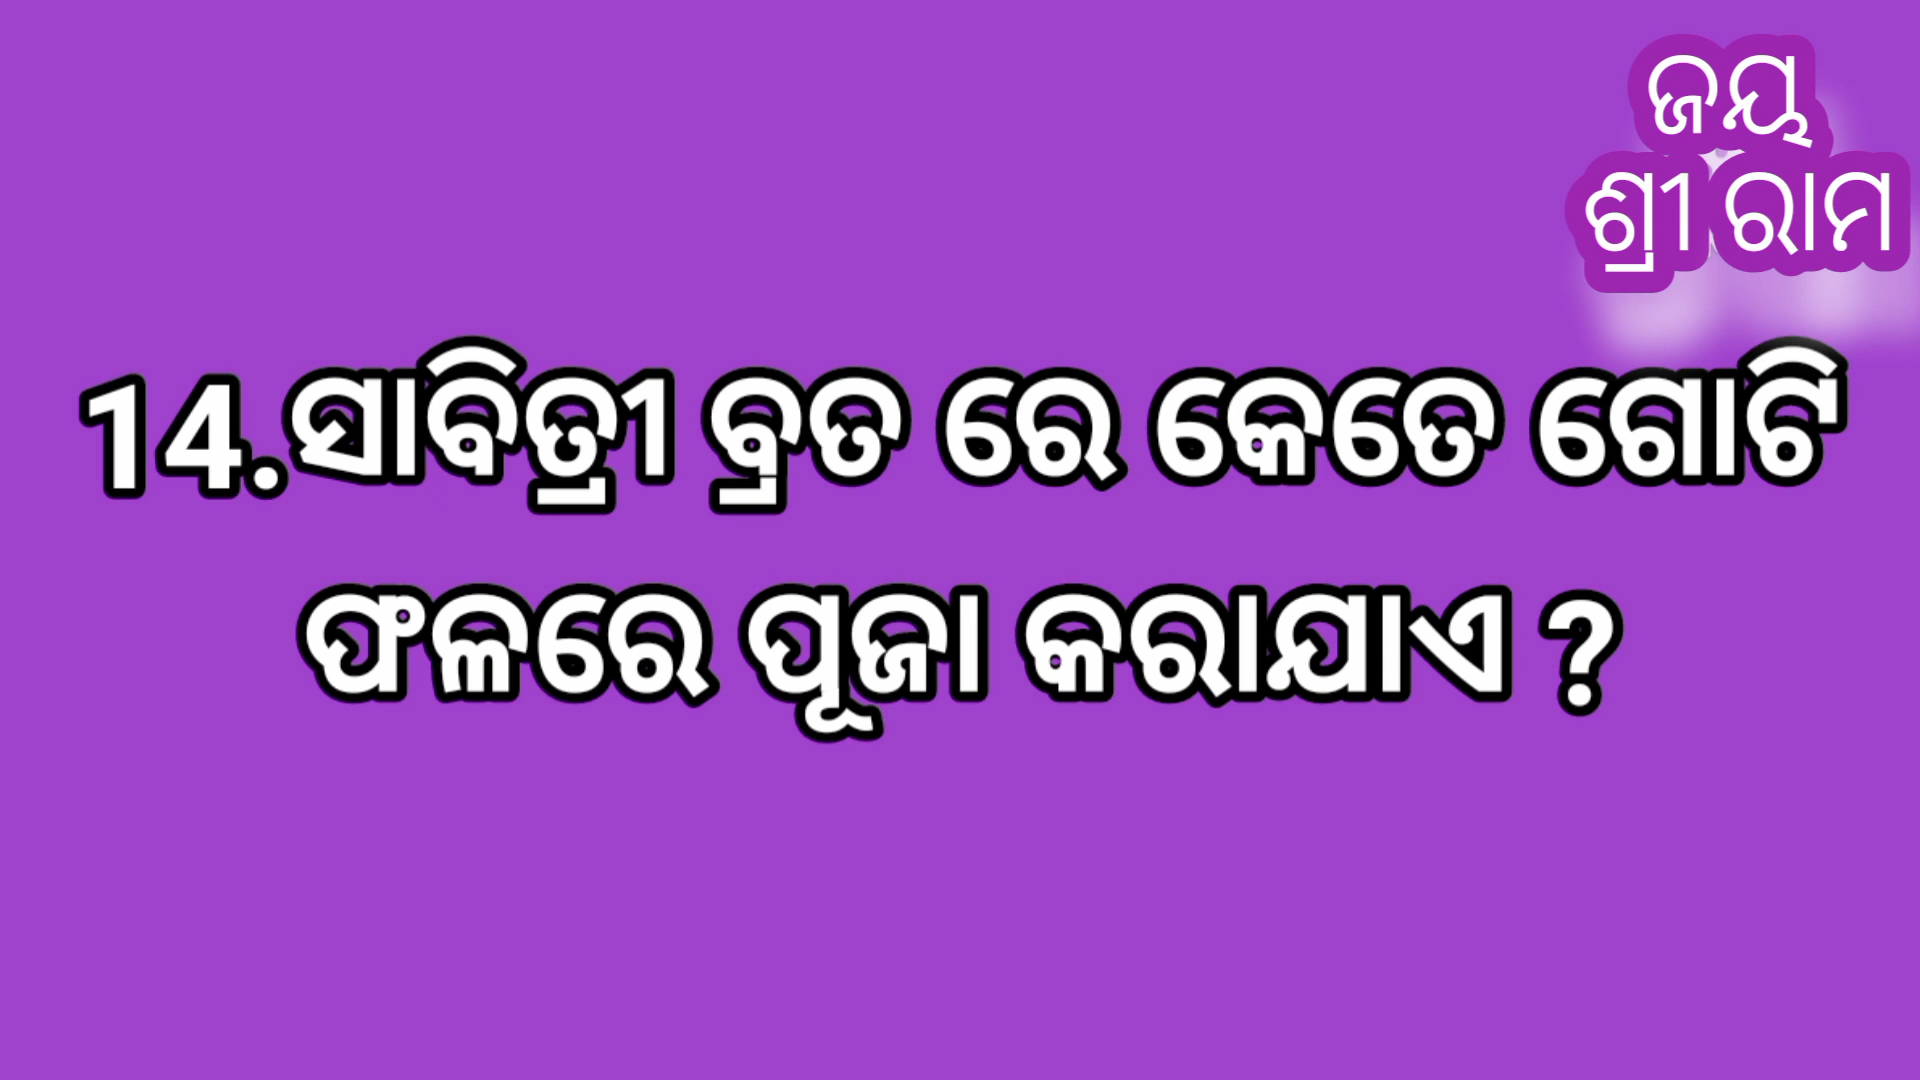 ଜୟ
ଶ୍ରୀ ରାମ
14.ସାବିତ୍ରୀ ବ୍ରତ ରେ କେତେ ଗୋଟି
ଫଳରେ ପୂଜା କରାଯାଏ ?